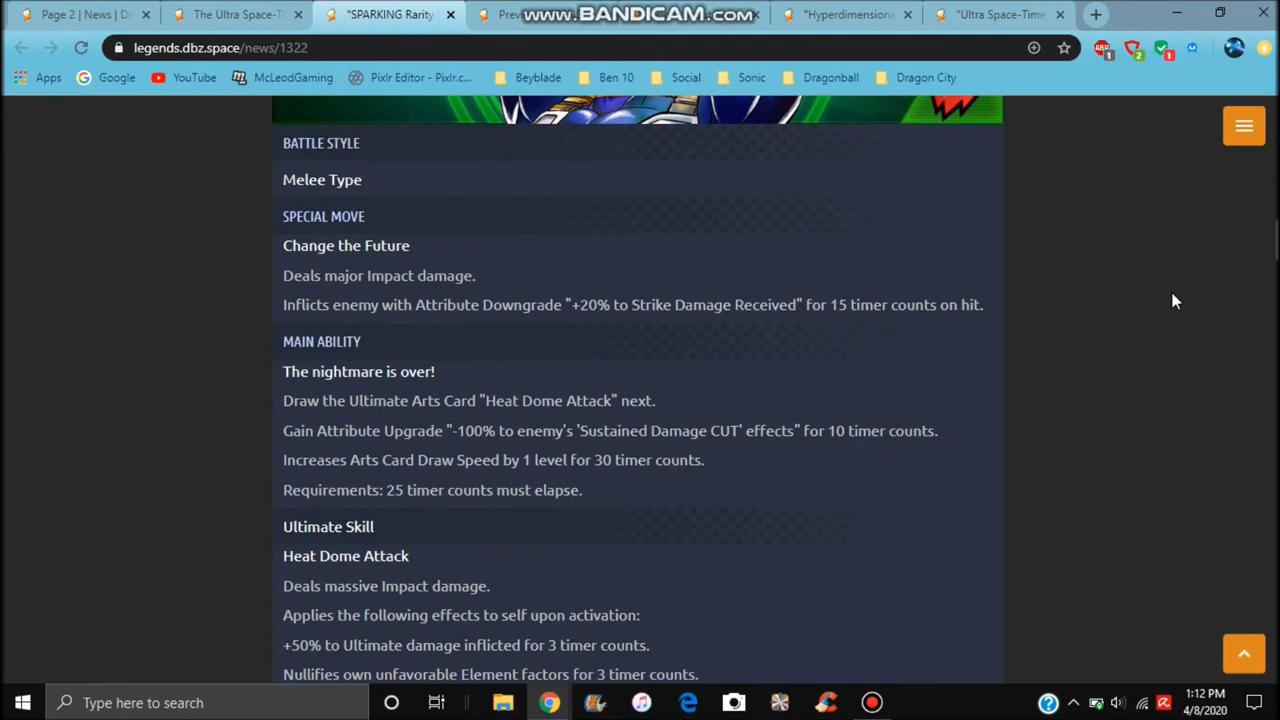 Page 2 | News | Dr
The Ultra Space-T
"SPARKING Rarity
Prev
www.BANDICAM.com
"Hyperdimensiona
"Ultra Space-Time
legends.dbz.space/news/1322
1
2
1
Apps
Google
YouTube
McLeodGaming
Pixlr Editor - Pixlr.c...
Beyblade
Ben 10
Social
Sonic
Dragonball
Dragon City
BATTLE STYLE
Melee Type
SPECIAL MOVE
Change the Future
Deals major Impact damage.
Inflicts enemy with Attribute Downgrade "+20% to Strike Damage Received" for 15 timer counts on hit.
MAIN ABILITY
The nightmare is over!
Draw the Ultimate Arts Card "Heat Dome Attack" next.
Gain Attribute Upgrade "-100% to enemy's 'Sustained Damage CUT' effects" for 10 timer counts.
Increases Arts Card Draw Speed by 1 level for 30 timer counts.
Requirements: 25 timer counts must elapse.
Ultimate Skill
Heat Dome Attack
Deals massive Impact damage.
Applies the following effects to self upon activation:
+50% to Ultimate damage inflicted for 3 timer counts.
Nullifies own unfavorable Element factors for 3 timer counts.
Type here to search
1:12 PM
4/8/2020